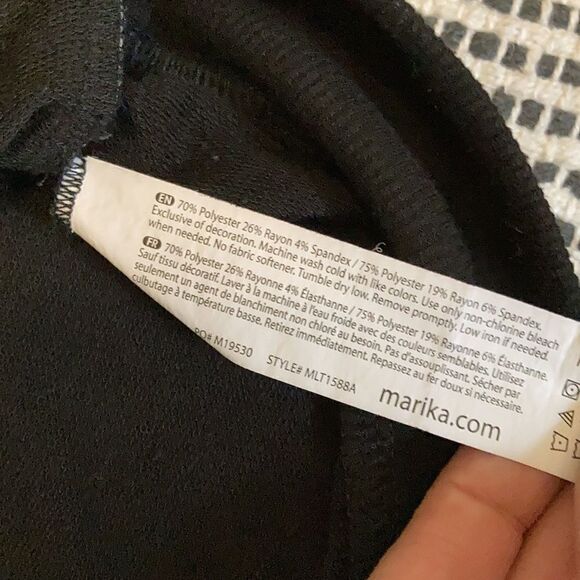 EN 70% Polyester 26% Rayon 4% Spandex / 75% Polyester 19% Rayon 6% Spandex.
Exclusive of decoration. Machine wash cold with like colors. Use only non-chlorine bleach
when needed. No fabric softener. Tumble dry low. Remove promptly. Low iron if needed.
FR 70% Polyester 26% Rayonne 4% Élasthanne / 75% Polyester 19% Rayonne 6% Élasthanne.
Sauf tissu décoratif. Laver à la machine à l'eau froide avec des couleurs semblables. Utilisez
seulement un agent de blanchiment non chloré au besoin. Pas d'assouplissant. Sécher par
culbutage à température basse. Retirez immédiatement. Repassez au fer doux si nécessaire.
PO# M19530 STYLE# MLT1588A
marika.com